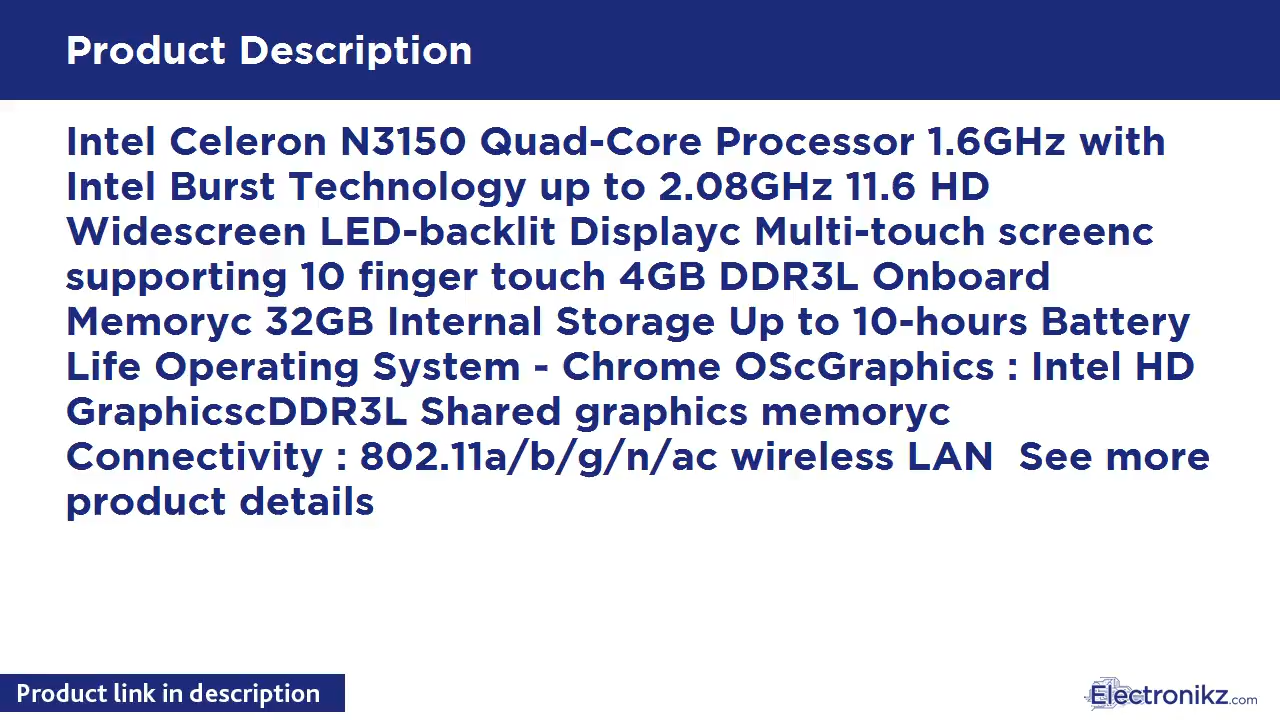 Product Description
Intel Celeron N3150 Quad-Core Processor 1.6GHz with
Intel Burst Technology up to 2.08GHz 11.6 HD
Widescreen LED-backlit Displayc Multi-touch screenc
supporting 10 finger touch 4GB DDR3L Onboard
Memoryc 32GB Internal Storage Up to 10-hours Battery
Life Operating System - Chrome OScGraphics : Intel HD
GraphicscDDR3L Shared graphics memoryc
Connectivity : 802.11a/b/g/n/ac wireless LAN  See more
product details
Product link in description
Electronikz.com